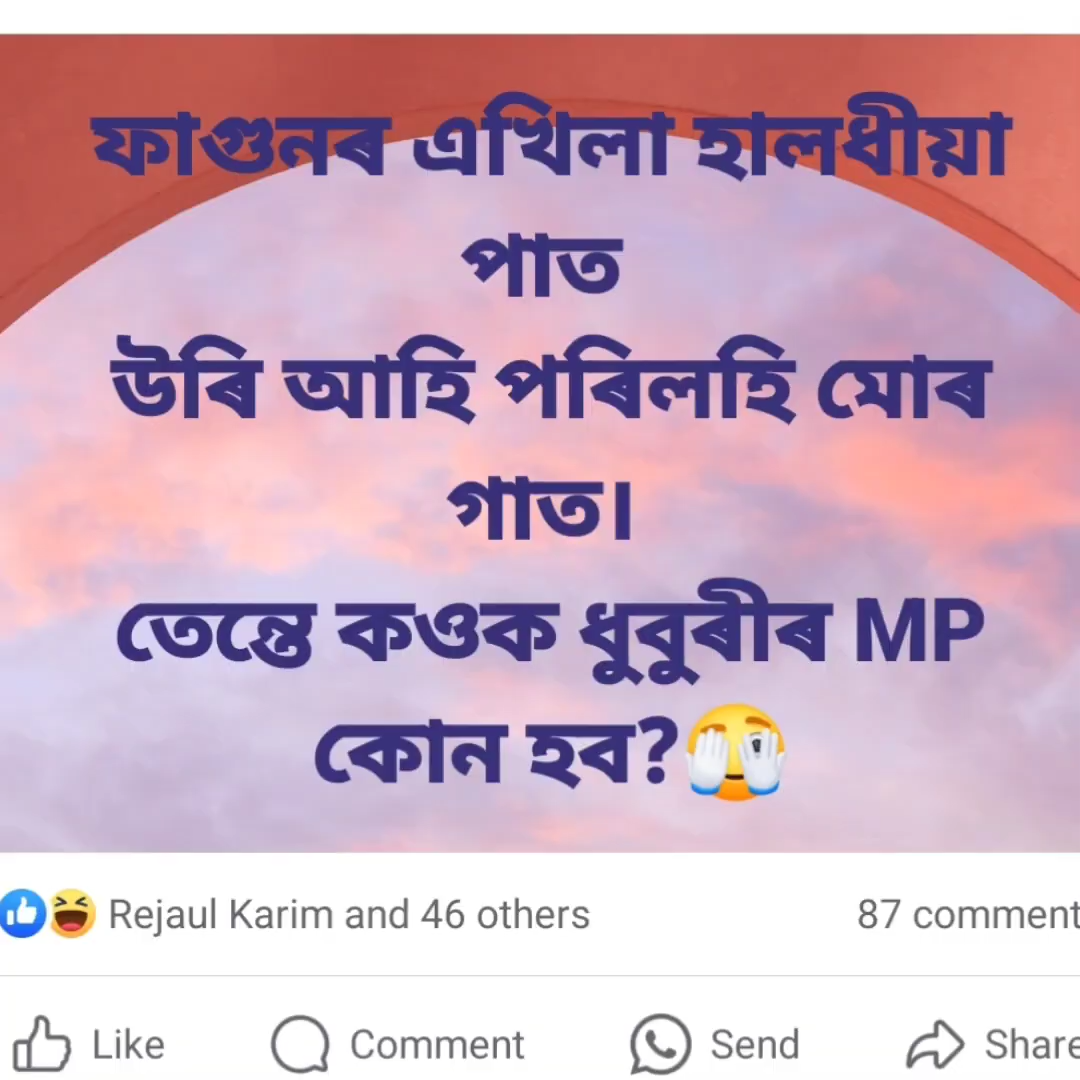 ফাগুনৰ এখিলা হালধীয়া
পাত
উৰি আহি পৰিলহি মোৰ
গাত।
তেন্তে কওক ধুবুৰীৰ MP
কোন হব?🫣
Rejaul Karim and 46 others
87 comment
Like
Comment
Send
Share